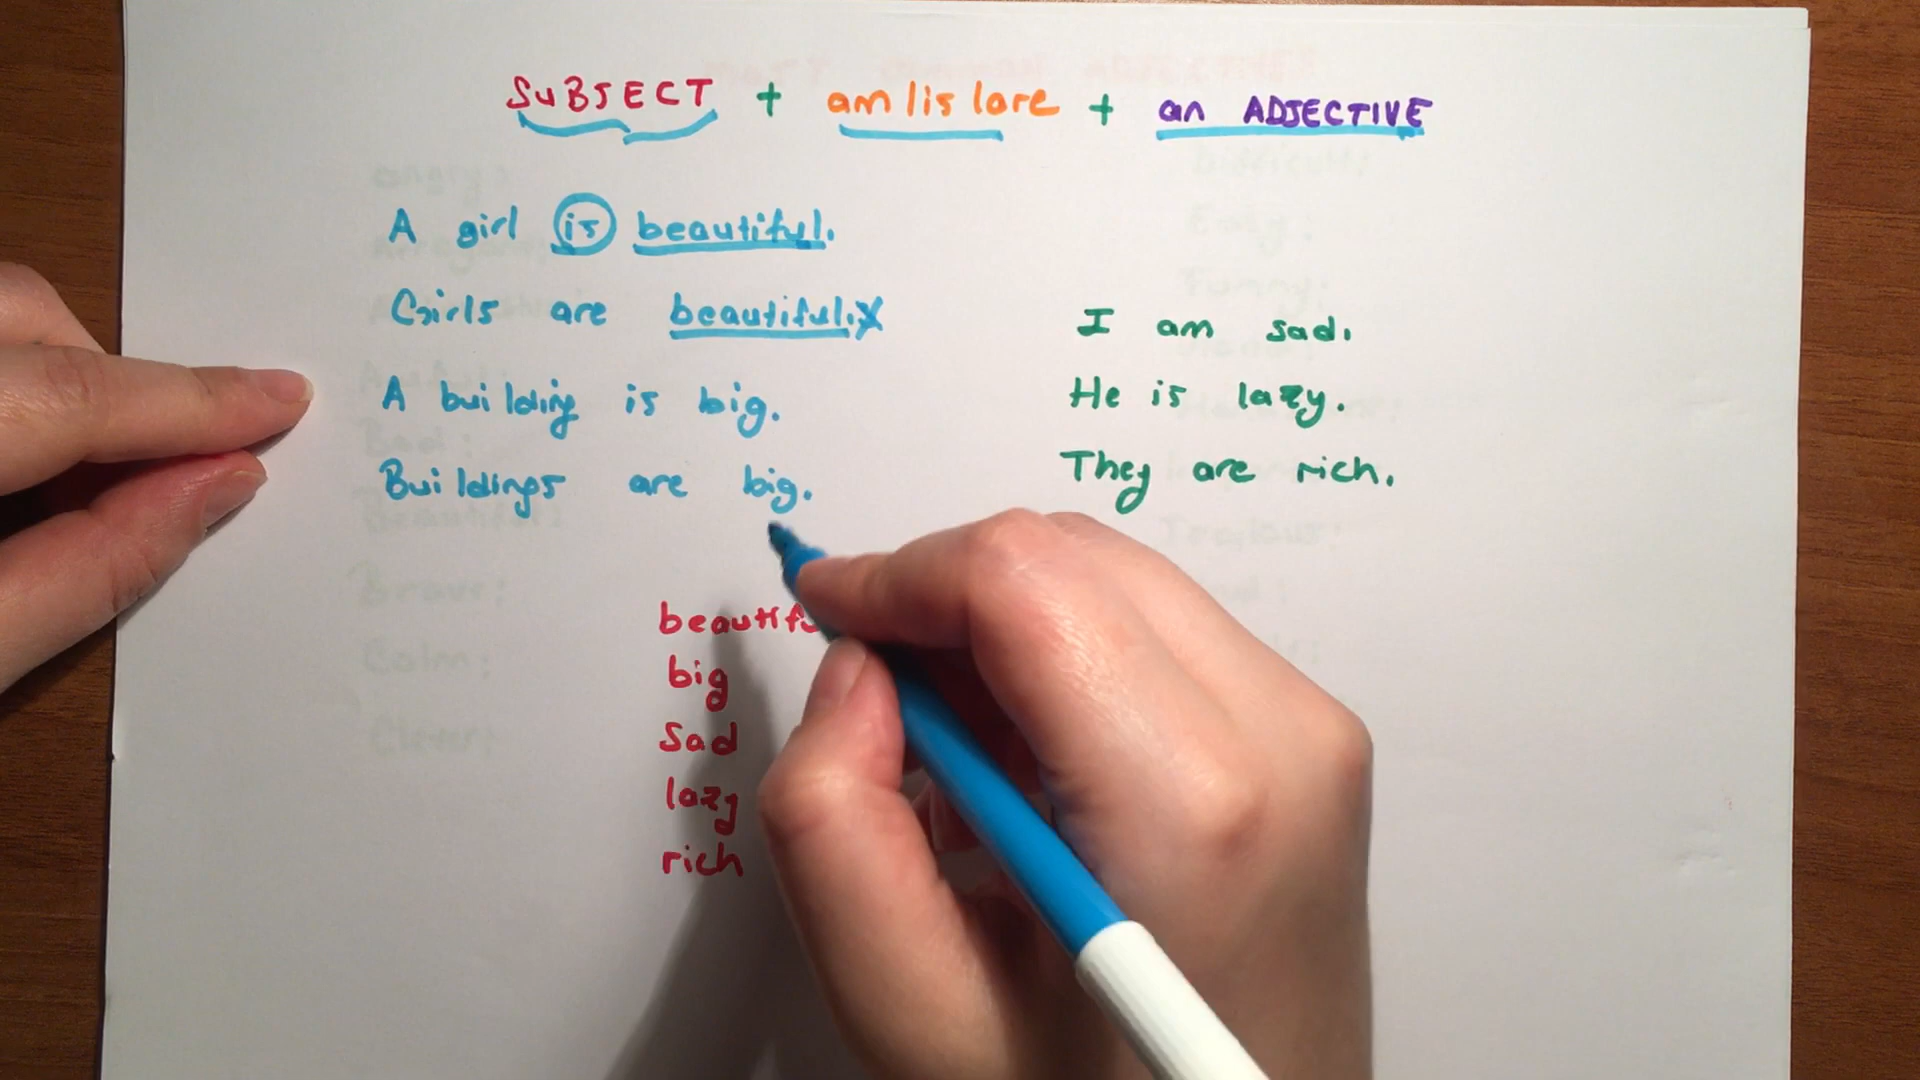 SUBJECT + am/is/are + an ADJECTIVE
A girl is beautiful.
Girls are beautiful.X
A building is big.
Buildings are big.
I am sad.
He is lazy.
They are rich.
big
sad
lazy
rich